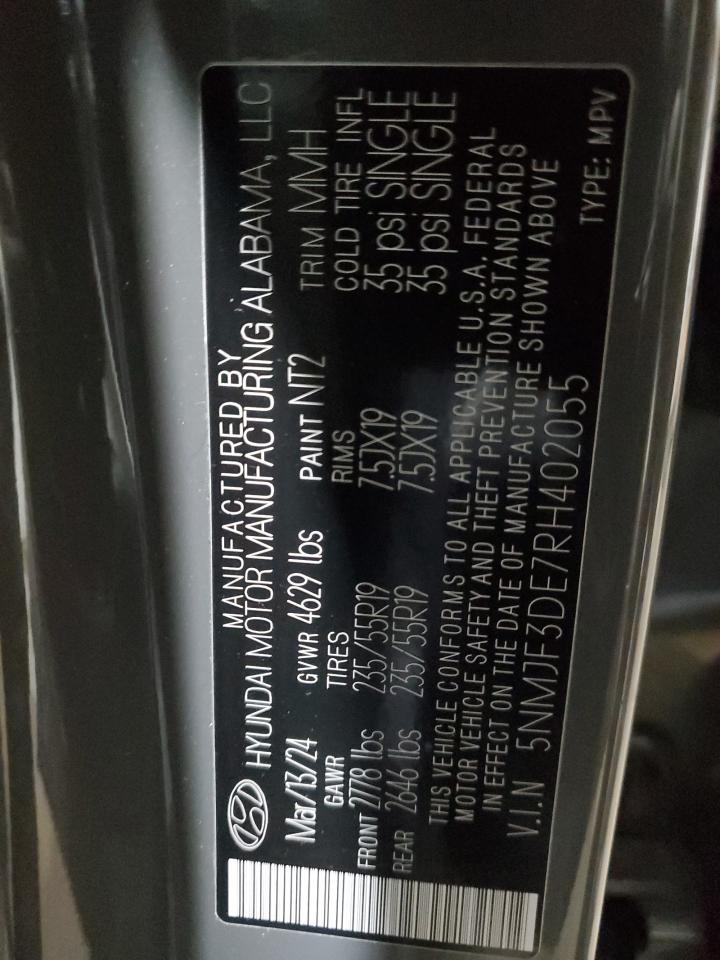 MANUFACTURED BY
HYUNDAI MOTOR MANUFACTURING ALABAMA, LLC
Mar/13/24 GVWR 4629 lbs PAINT NT2 TRIM MMH
GAWR TIRES RIMS COLD TIRE INFL
FRONT 2778 lbs 235/55R19 7.5JX19 35 psi SINGLE
REAR 2646 lbs 235/55R19 7.5JX19 35 psi SINGLE
THIS VEHICLE CONFORMS TO ALL APPLICABLE U.S.A. FEDERAL
MOTOR VEHICLE SAFETY AND THEFT PREVENTION STANDARDS
IN EFFECT ON THE DATE OF MANUFACTURE SHOWN ABOVE
V.I.N 5NMJF3DE7RH402055 TYPE: MPV